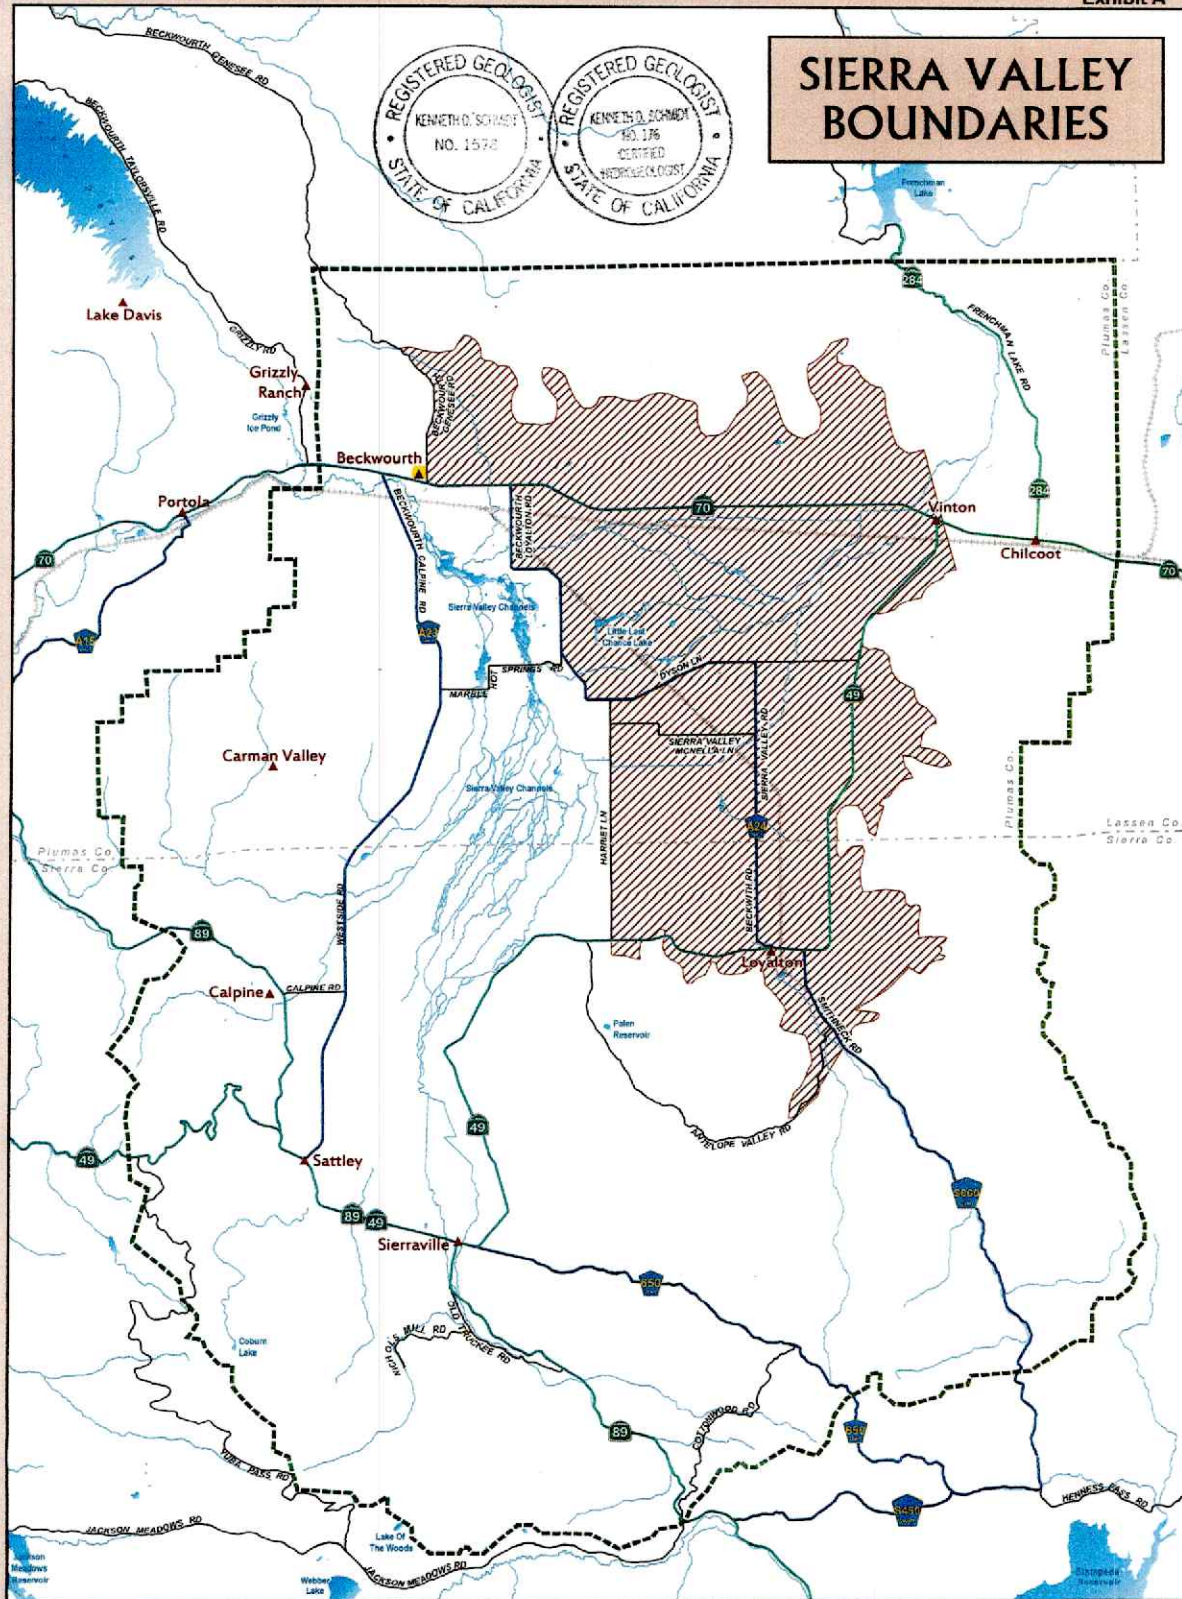 Exhibit A
SIERRA VALLEY
BOUNDARIES
REGISTERED GEOLOGIST
KENNETH D. SCHMIDT
STATE OF CALIFORNIA
REGISTERED GEOLOGIST
KENNETH D. SCHMIDT
NO. 176
CERTIFIED
HYDROGEOLOGIST
STATE OF CALIFORNIA
BECKWOURTH GENESEE RD
BECKWOURTH TAYLORSVILLE RD
Frenchman
Lake
284
FRENCHMAN LAKE RD
Plumas Co.
Lassen Co.
Lake Davis
GRIZZLY RD
Grizzly
Ranch
Grizzly
Ice Pond
BECKWOURTH
GENESEE RD
Beckwourth
Portola
70
BECKWOURTH CALPINE RD
BECKWOURTH
LOYALTON RD
70
Vinton
284
Chilcoot
70
A15
A23
Sierra Valley Channels
Little Last
Chance Lake
MARBLE HOT SPRINGS RD
DYSON LN
49
SIERRA VALLEY
MCNELLA LN
SIERRA VALLEY RD
Carman Valley
Sierra Valley Channels
HARRIET LN
A24
BECKWITH RD
Plumas Co.
Lassen Co.
Sierra Co.
Plumas Co.
Sierra Co.
89
WESTSIDE RD
Calpine
CALPINE RD
Loyalton
SMITHNECK RD
Palen
Reservoir
49
ANTELOPE VALLEY RD
49
Sattley
S860
89
49
Sierraville
650
OLD TRUCKEE RD
Coburn
Lake
89
COTTONWOOD RD
650
YUBA PASS RD
HENNESS PASS RD
JACKSON MEADOWS RD
Lake Of
The Woods
JACKSON MEADOWS RD
Jackson
Meadows
Reservoir
Webber
Lake
Reservoir